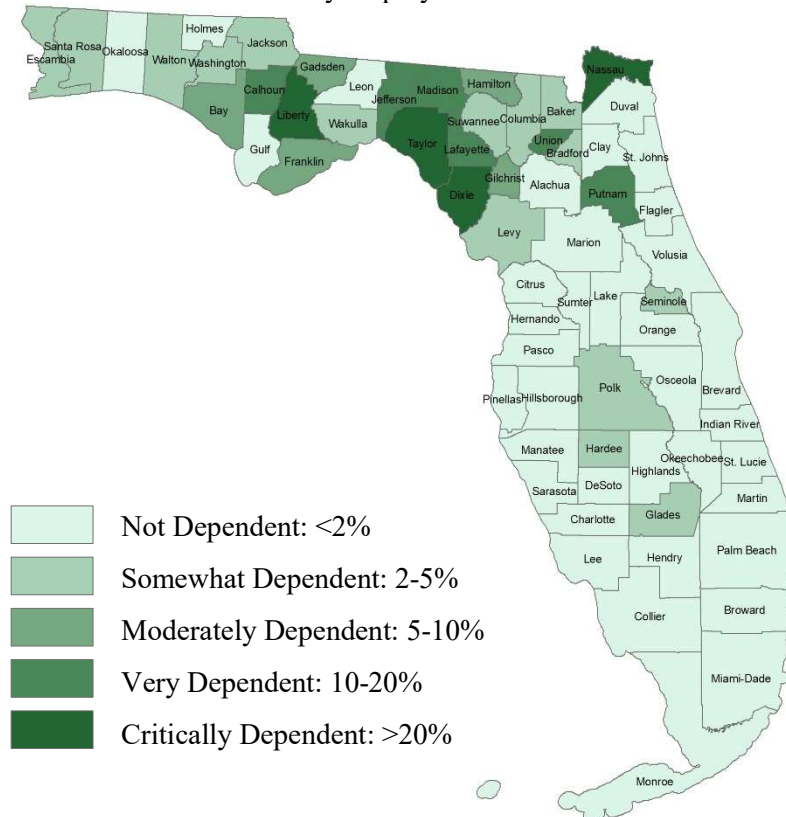 Holmes
Jackson
Santa Rosa
Okaloosa
Escambia
Walton
Washington
Gadsden
Nassau
Leon
Madison
Hamilton
Calhoun
Bay
Jefferson
Duval
Liberty
Baker
Suwannee
Columbia
Wakulla
Taylor
Lafayette
Union
Clay
Gulf
Bradford
St. Johns
Franklin
Gilchrist
Alachua
Putnam
Dixie
Flagler
Levy
Marion
Volusia
Citrus
Lake
Sumter
Seminole
Hernando
Orange
Pasco
Osceola
Polk
Pinellas
Hillsborough
Brevard
Indian River
Manatee
Hardee
Okeechobee
St. Lucie
Highlands
DeSoto
Sarasota
Martin
Charlotte
Glades
Not Dependent: <2%
Palm Beach
Lee
Hendry
Somewhat Dependent: 2-5%
Broward
Collier
Moderately Dependent: 5-10%
Miami-Dade
Very Dependent: 10-20%
Critically Dependent: >20%
Monroe